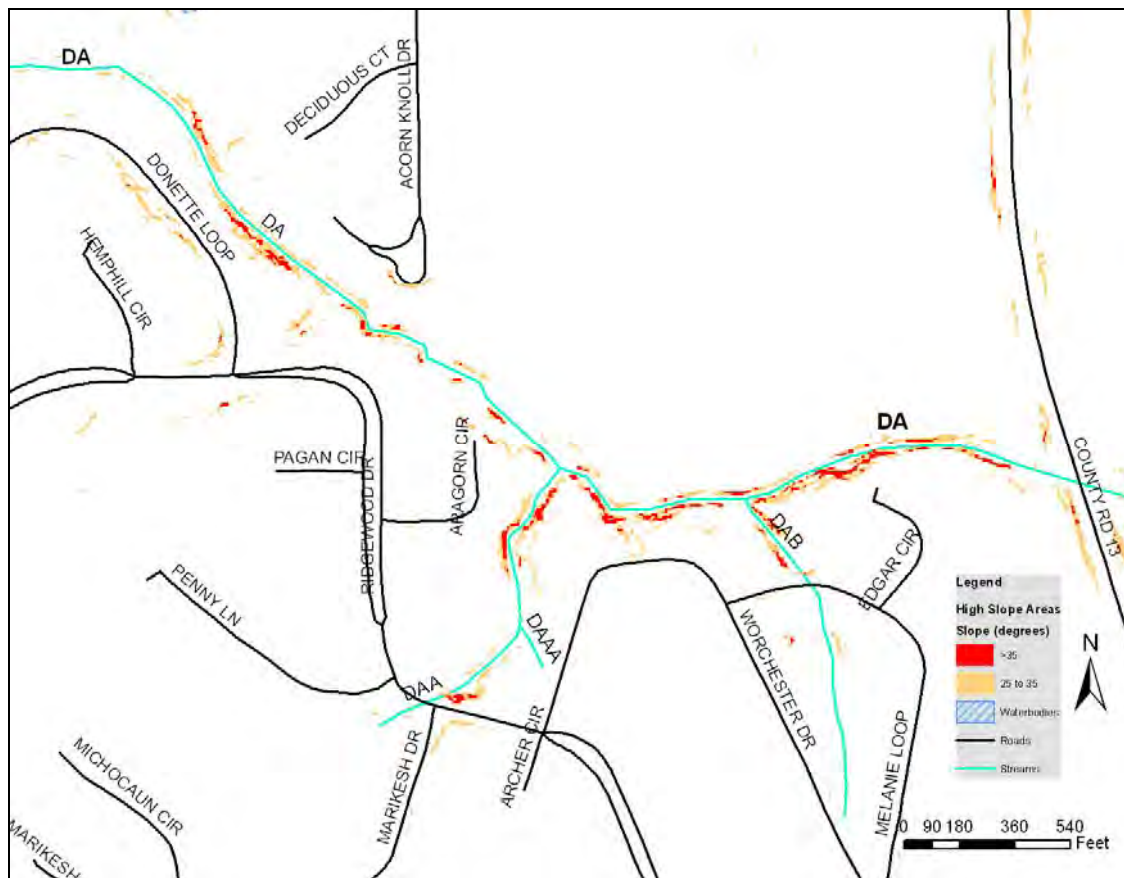 DA
DECIDUOUS CT
ACORN KNOLL DR
DONETTE LOOP
DA
HEMPHILL CIR
DA
COUNTY RD 13
PAGAN CIR
RIDGEWOOD DR
ARAGORN CIR
DAB
EDGAR CIR
PENNY LN
WORCHESTER DR
DAAA
DAA
ARCHER CIR
MARIKESH DR
MELANIE LOOP
MICHOCAUN CIR
MARIKESH
Legend
High Slope Areas
Slope (degrees)
>35
25 to 35
Waterbodies
Roads
Streams
N
0 90 180 360 540
Feet